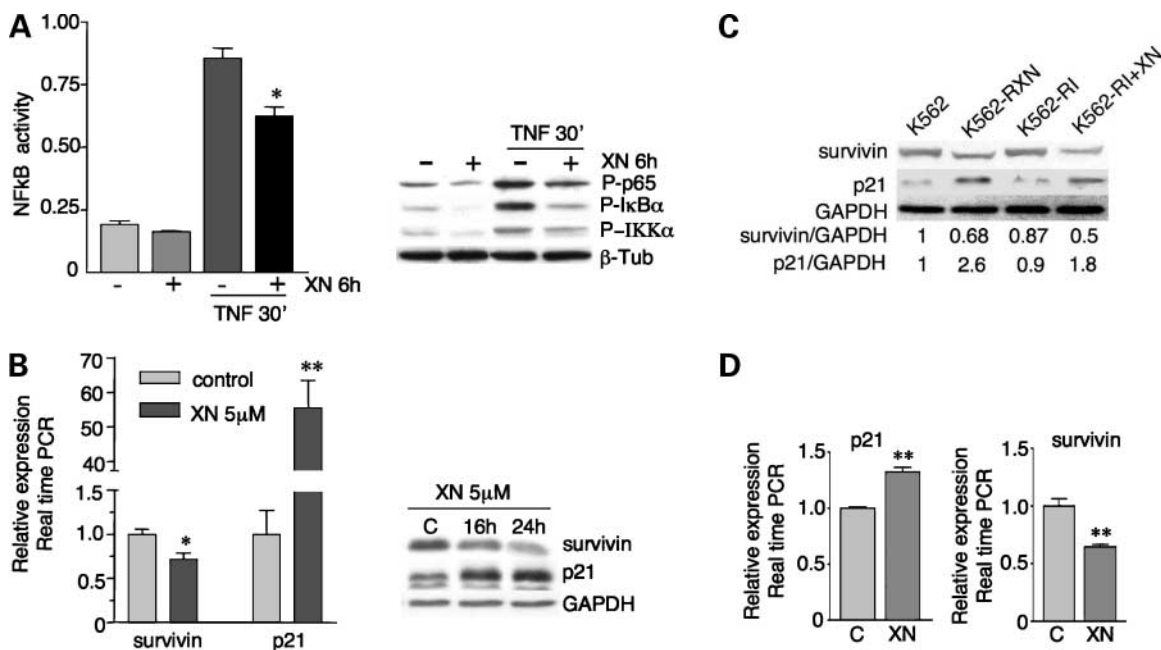 A
NFkB activity
1.00
0.75
0.50
0.25
0
*
- + - + XN 6h
TNF 30'
TNF 30'
– + – + XN 6h
P-p65
P-IκBα
P–IKKα
β-Tub
B
Relative expression
Real time PCR
70
60
50
40
1.5
1.0
0.5
0
control
XN 5μM
*
**
survivin p21
XN 5μM
C 16h 24h
survivin
p21
GAPDH
C
K562 K562-RXN K562-RI K562-RI+XN
survivin
p21
GAPDH
survivin/GAPDH 1 0.68 0.87 0.5
p21/GAPDH 1 2.6 0.9 1.8
D
Relative expression
Real time PCR
p21
1.5
1.0
0.5
0
**
C XN
Relative expression
Real time PCR
survivin
1.5
1.0
0.5
0
**
C XN